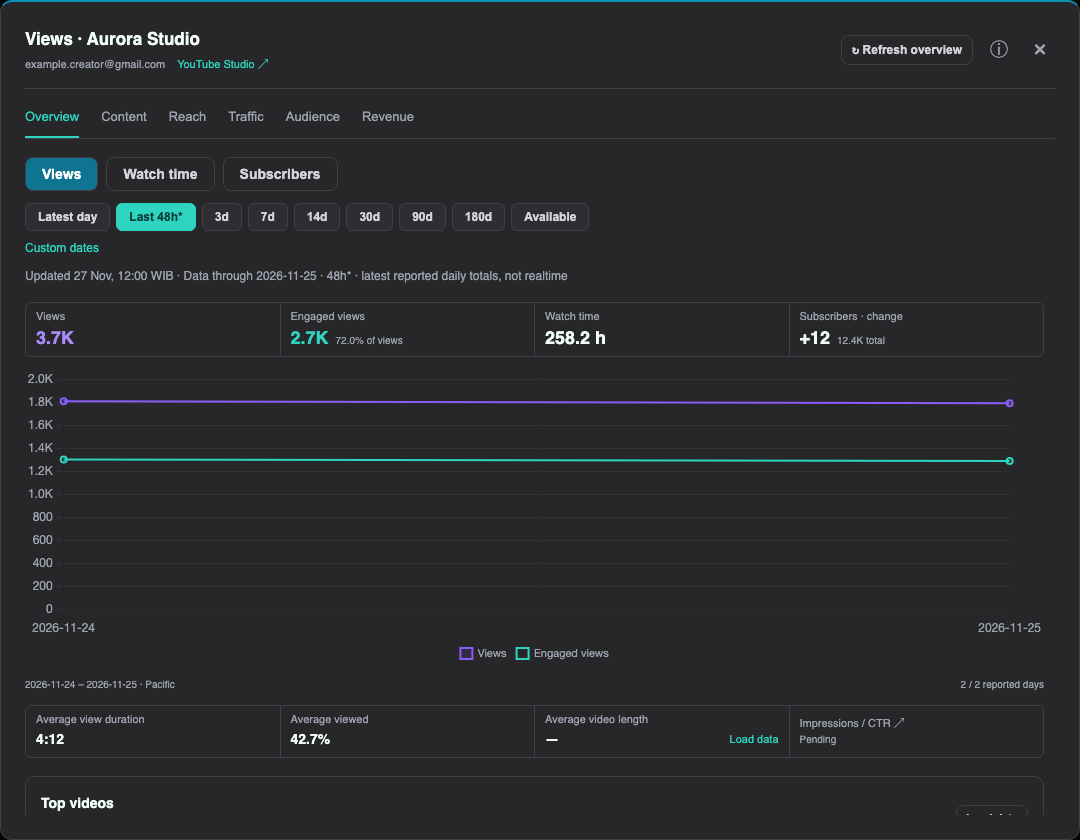 Views · Aurora Studio
example.creator@gmail.com YouTube Studio ↗
↻ Refresh overview ⓘ ✕
Overview Content Reach Traffic Audience Revenue
Views Watch time Subscribers
Latest day Last 48h* 3d 7d 14d 30d 90d 180d Available
Custom dates
Updated 27 Nov, 12:00 WIB · Data through 2026-11-25 · 48h* · latest reported daily totals, not realtime
Views Engaged views Watch time Subscribers · change
3.7K 2.7K 72.0% of views 258.2 h +12 12.4K total
2.0K
1.8K
1.6K
1.4K
1.2K
1.0K
800
600
400
200
0
2026-11-24 2026-11-25
Views Engaged views
2026-11-24 – 2026-11-25 · Pacific 2 / 2 reported days
Average view duration Average viewed Average video length Impressions / CTR ↗
4:12 42.7% — Load data Pending
Top videos